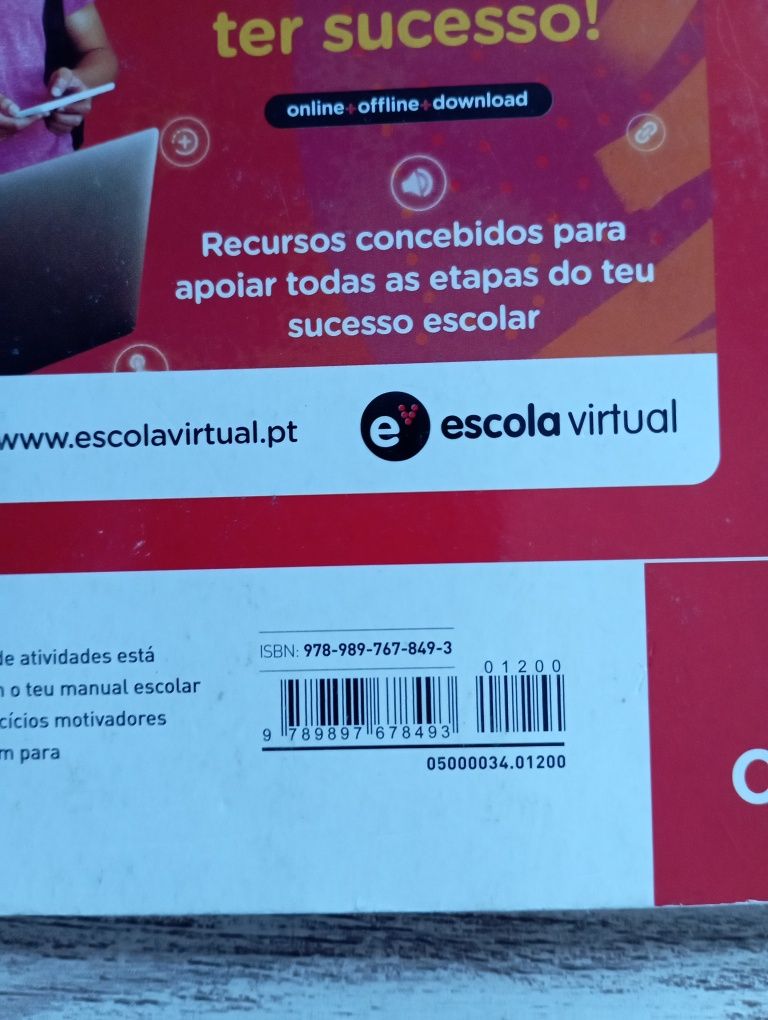 ter sucesso!
online+offline+download
Recursos concebidos para
apoiar todas as etapas do teu
sucesso escolar
www.escolavirtual.pt
ev escola virtual
de atividades está
o teu manual escolar
cícios motivadores
m para
ISBN: 978-989-767-849-3
01200
9 789897 678493
05000034.01200